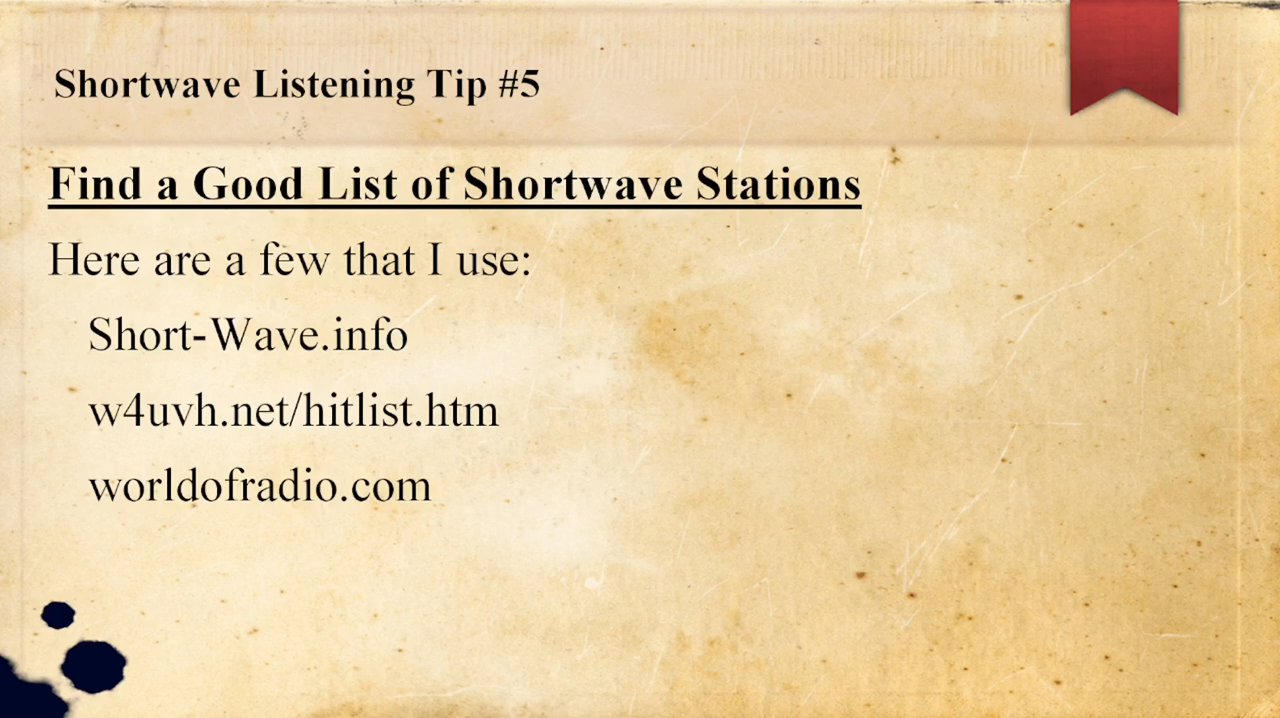 Shortwave Listening Tip #5
Find a Good List of Shortwave Stations
Here are a few that I use:
Short-Wave.info
w4uvh.net/hitlist.htm
worldofradio.com